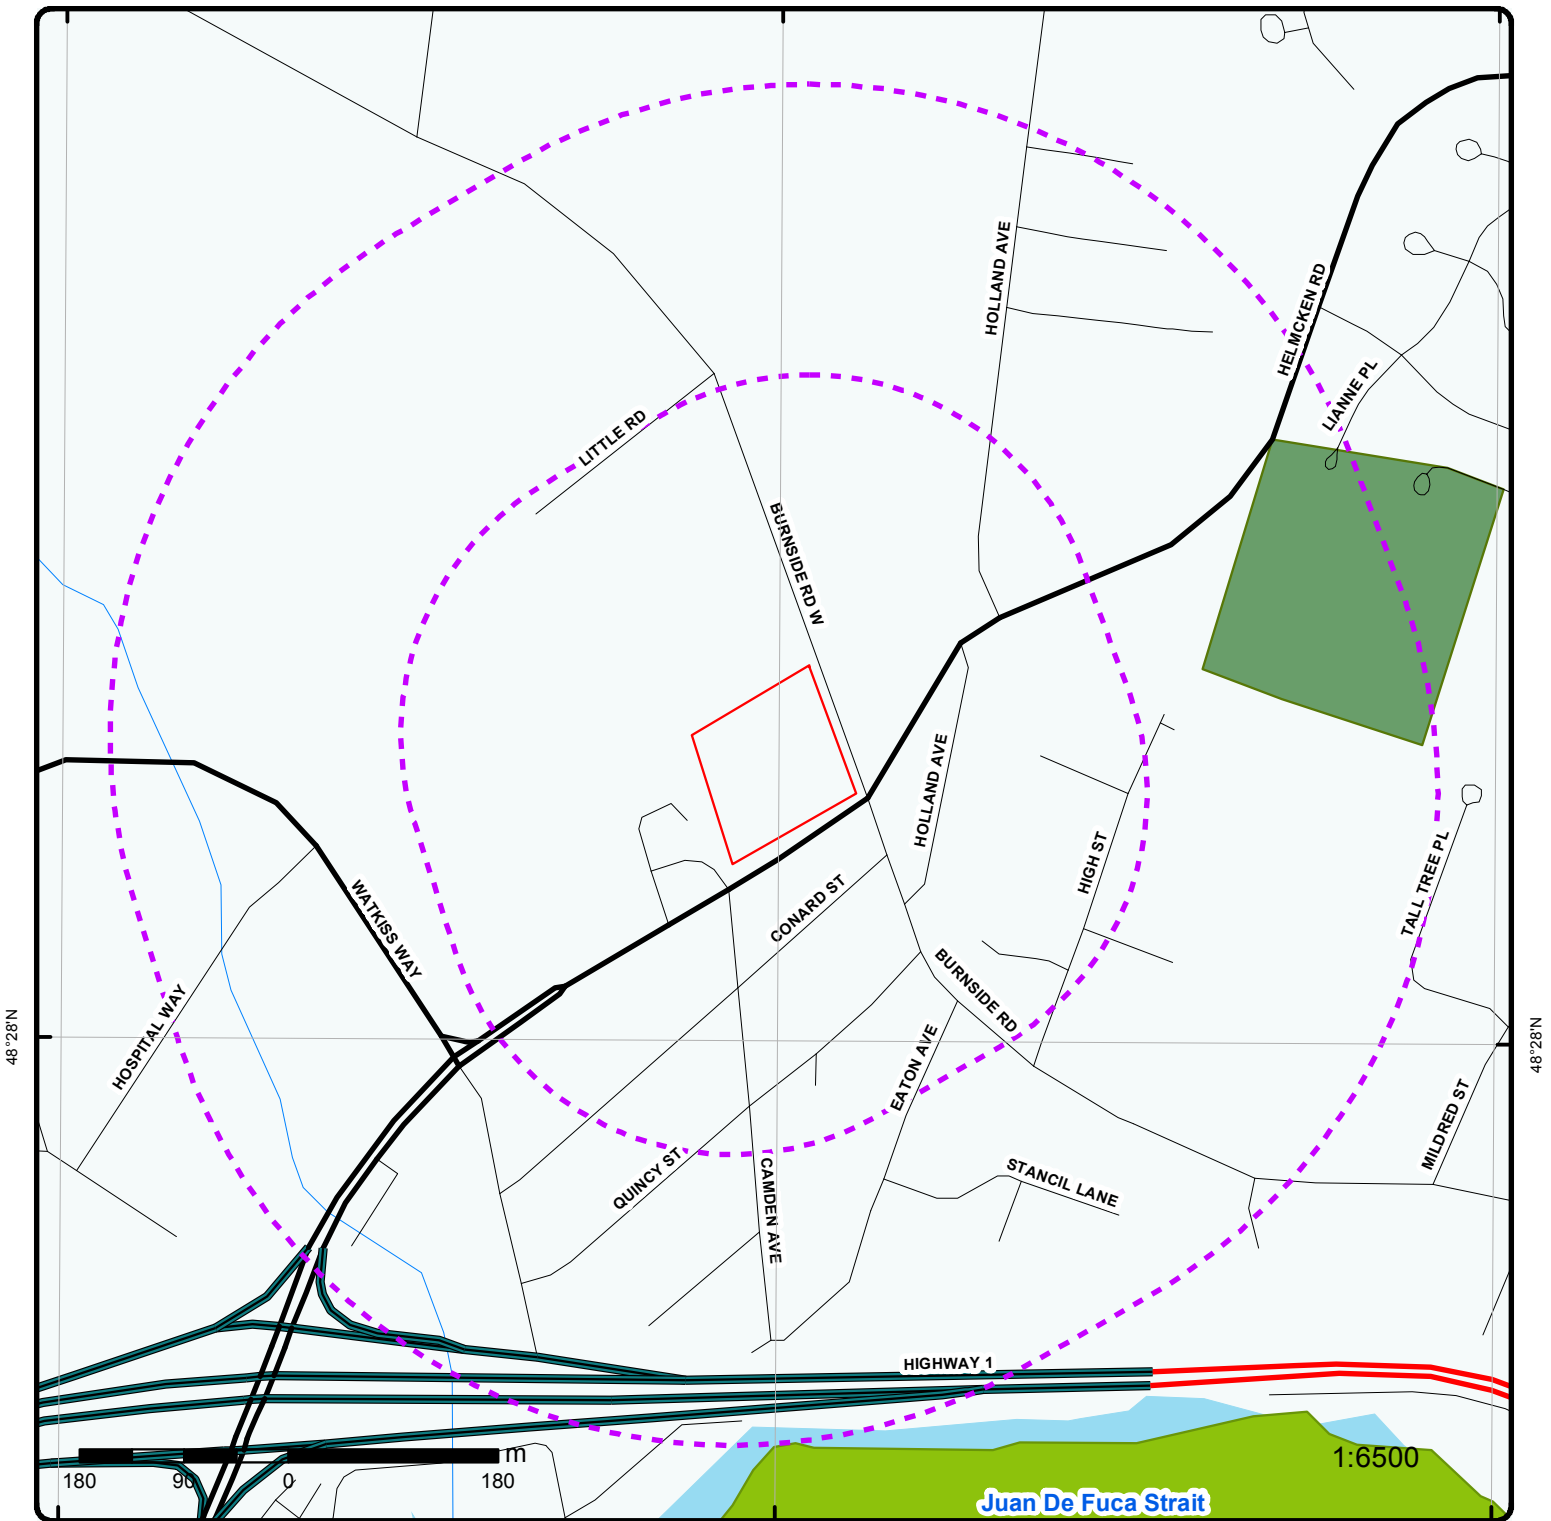 HOLLAND AVE
HELMCKEN RD
LIANNE PL
LITTLE RD
BURNSIDE RD W
HOLLAND AVE
HIGH ST
TALL TREE PL
WATKISS WAY
CONARD ST
BURNSIDE RD
HOSPITAL WAY
48°28'N
48°28'N
EATON AVE
MILDRED ST
QUINCY ST
CAMDEN AVE
STANCIL LANE
HIGHWAY 1
m
1:6500
180 90 0 180
Juan De Fuca Strait